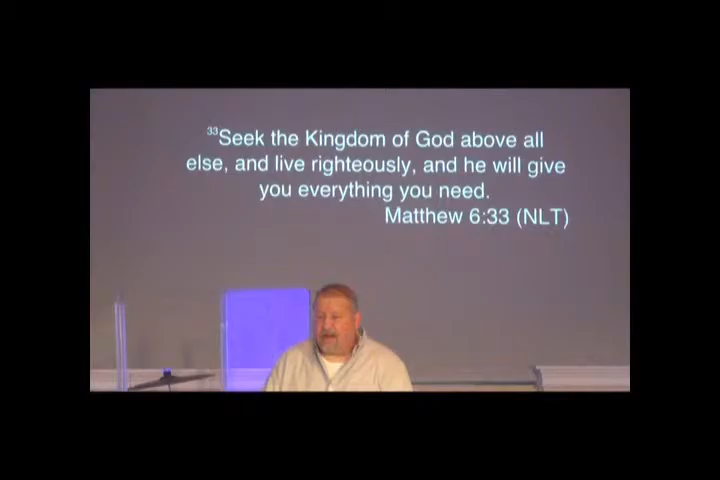 33Seek the Kingdom of God above all
else, and live righteously, and he will give
you everything you need.
Matthew 6:33 (NLT)